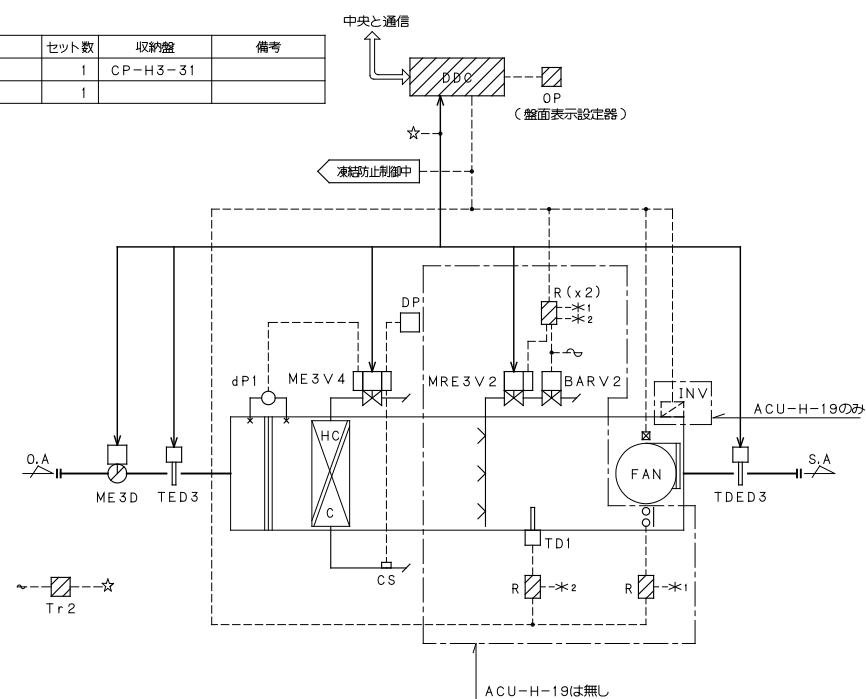 中央と通信
セット数 収納盤 備考
1 CP-H3-31
1
DDC
OP
(盤面表示設定器)
☆
凍結防止制御中
R(x2)
*1
*2
DP
dP1
ME3V4
MRE3V2
BARV2
INV
ACU-H-19のみ
HC
C
O.A
S.A
FAN
ME3D
TED3
TDED3
TD1
CS
R
*2
R
*1
☆
Tr2
ACU-H-19は無し